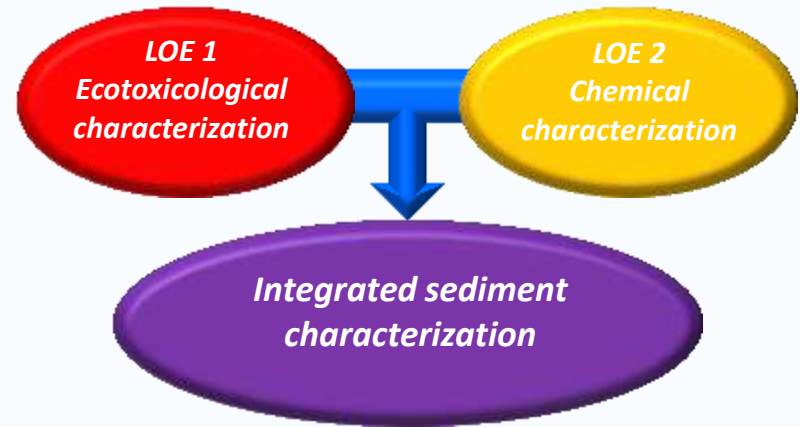 LOE 1
Ecotoxicological
characterization
LOE 2
Chemical
characterization
Integrated sediment
characterization